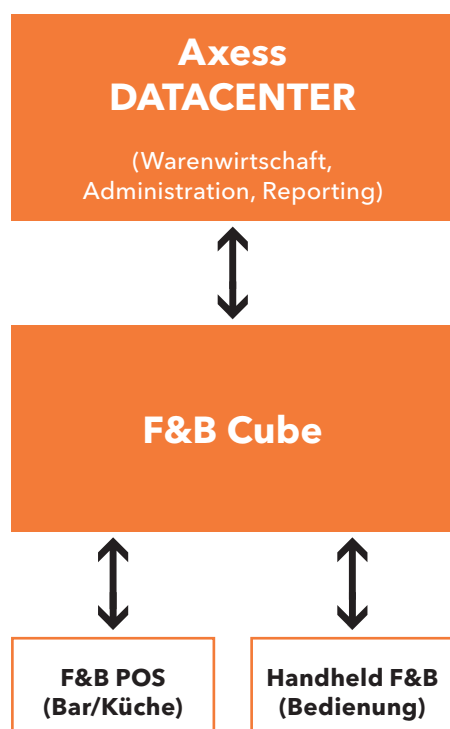 Axess
DATACENTER
(Warenwirtschaft,
Administration, Reporting)
F&B Cube
F&B POS
(Bar/Küche)
Handheld F&B
(Bedienung)